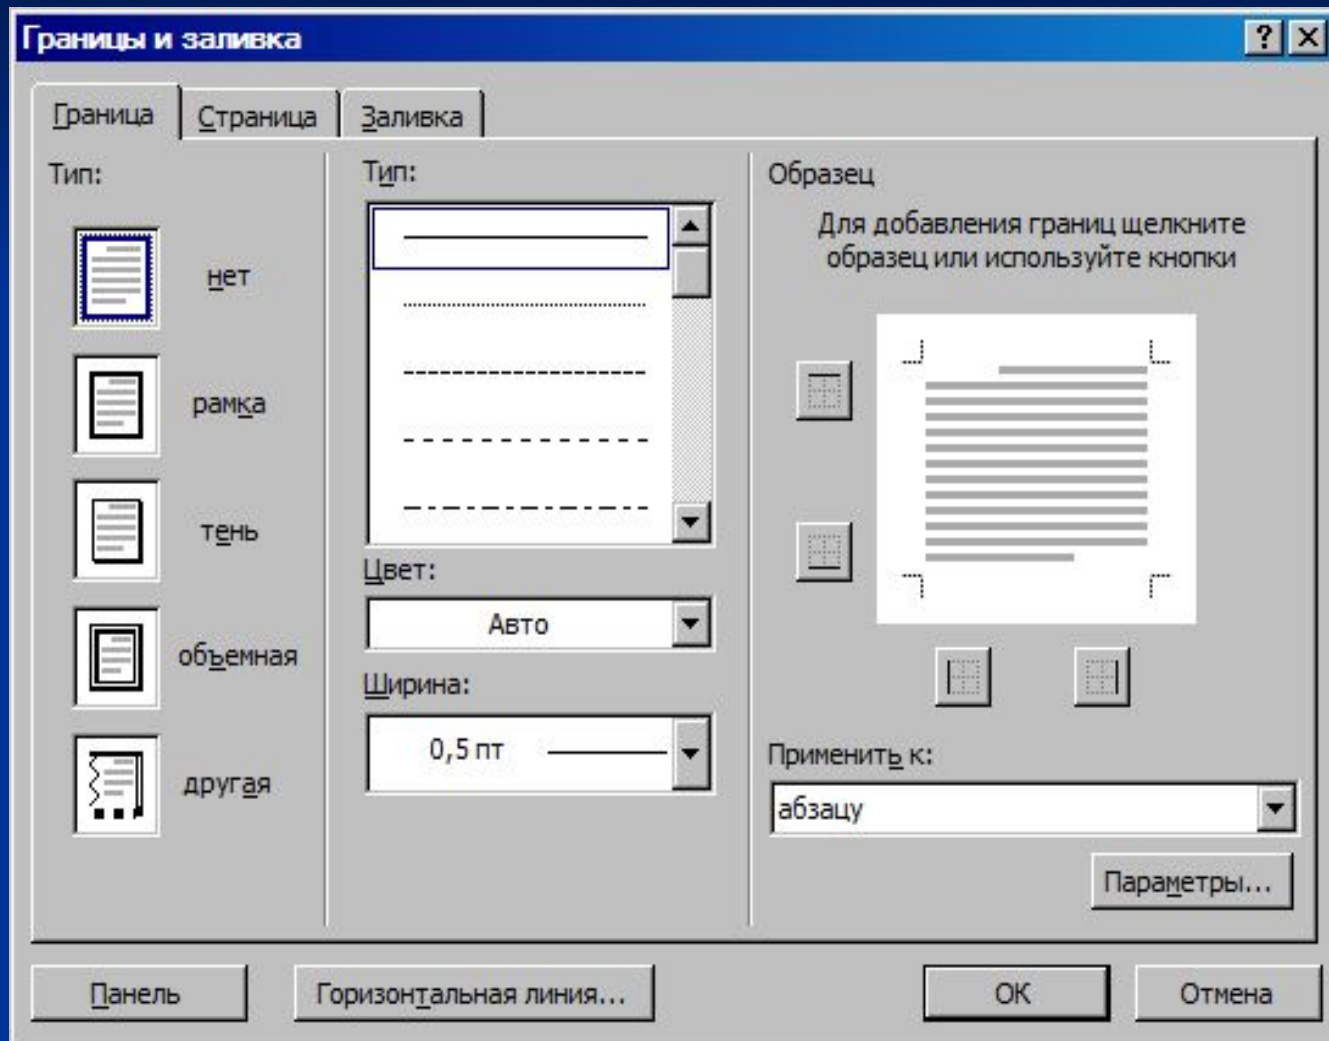 Границы и заливка
Граница
Страница
Заливка
Тип:
нет
рамка
тень
объемная
другая
Тип:
Цвет:
Авто
Ширина:
0,5 пт
Образец
Для добавления границ щелкните
образец или используйте кнопки
Применить к:
абзацу
Параметры...
Панель
Горизонтальная линия...
ОК
Отмена